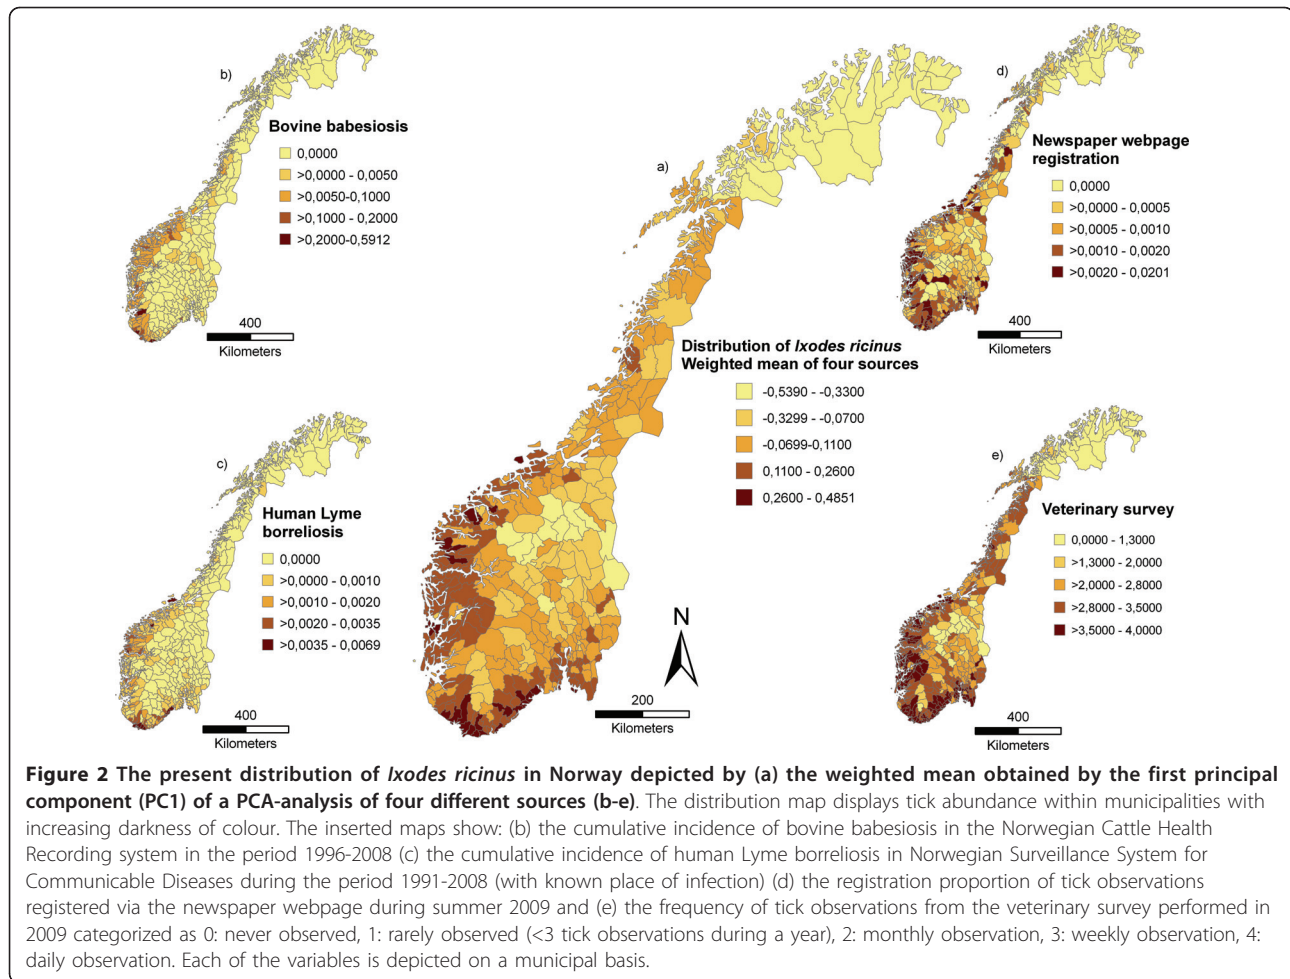 b)
Bovine babesiosis
0,0000
>0,0000 - 0,0050
>0,0050-0,1000
>0,1000 - 0,2000
>0,2000-0,5912
400
Kilometers
a)
Distribution of Ixodes ricinus
Weighted mean of four sources
-0,5390 - -0,3300
-0,3299 - -0,0700
-0,0699-0,1100
0,1100 - 0,2600
0,2600 - 0,4851
N
200
Kilometers
d)
Newspaper webpage
registration
0,0000
>0,0000 - 0,0005
>0,0005 - 0,0010
>0,0010 - 0,0020
>0,0020 - 0,0201
400
Kilometers
c)
Human Lyme
borreliosis
0,0000
>0,0000 - 0,0010
>0,0010 - 0,0020
>0,0020 - 0,0035
>0,0035 - 0,0069
400
Kilometers
e)
Veterinary survey
0,0000 - 1,3000
>1,3000 - 2,0000
>2,0000 - 2,8000
>2,8000 - 3,5000
>3,5000 - 4,0000
400
Kilometers
Figure 2 The present distribution of Ixodes ricinus in Norway depicted by (a) the weighted mean obtained by the first principal
component (PC1) of a PCA-analysis of four different sources (b-e). The distribution map displays tick abundance within municipalities with
increasing darkness of colour. The inserted maps show: (b) the cumulative incidence of bovine babesiosis in the Norwegian Cattle Health
Recording system in the period 1996-2008 (c) the cumulative incidence of human Lyme borreliosis in Norwegian Surveillance System for
Communicable Diseases during the period 1991-2008 (with known place of infection) (d) the registration proportion of tick observations
registered via the newspaper webpage during summer 2009 and (e) the frequency of tick observations from the veterinary survey performed in
2009 categorized as 0: never observed, 1: rarely observed (<3 tick observations during a year), 2: monthly observation, 3: weekly observation, 4:
daily observation. Each of the variables is depicted on a municipal basis.